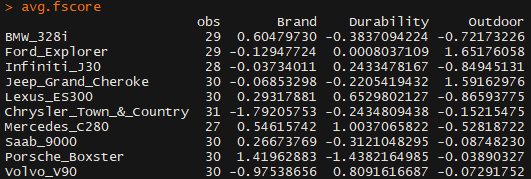 > avg.fscore
obs Brand Durability Outdoor
BMW_328i 29 0.60479730 -0.3837094224 -0.72173226
Ford_Explorer 29 -0.12947724 0.0008037109 1.65176058
Infiniti_J30 28 -0.03734011 0.2433478167 -0.84945131
Jeep_Grand_Cheroke 30 -0.06853298 -0.2205419432 1.59162976
Lexus_ES300 30 0.29317881 0.6529802127 -0.86593775
Chrysler_Town_&_Country 31 -1.79205753 -0.2434809438 -0.15215475
Mercedes_C280 27 0.54615742 1.0037065822 -0.52818722
Saab_9000 30 0.26673769 -0.3121048295 -0.08748230
Porsche_Boxster 30 1.41962883 -1.4382164985 -0.03890327
Volvo_V90 30 -0.97538656 0.8091616687 -0.07291752